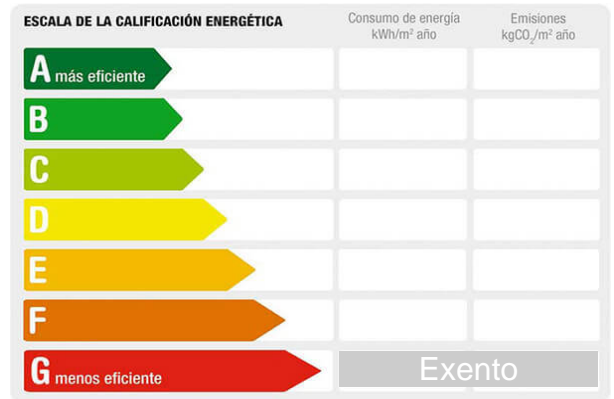 ESCALA DE LA CALIFICACIÓN ENERGÉTICA
Consumo de energía
kWh/m² año
Emisiones
kgCO₂/m² año
A más eficiente
B
C
D
E
F
G menos eficiente
Exento